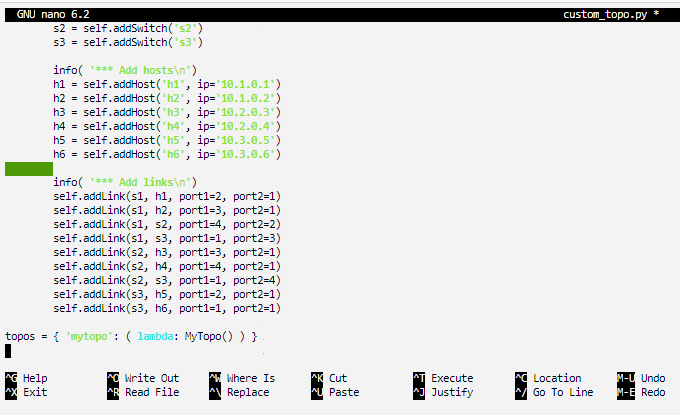 GNU nano 6.2 custom_topo.py *
s2 = self.addSwitch('s2')
s3 = self.addSwitch('s3')
info( '*** Add hosts\n')
h1 = self.addHost('h1', ip='10.1.0.1')
h2 = self.addHost('h2', ip='10.1.0.2')
h3 = self.addHost('h3', ip='10.2.0.3')
h4 = self.addHost('h4', ip='10.2.0.4')
h5 = self.addHost('h5', ip='10.3.0.5')
h6 = self.addHost('h6', ip='10.3.0.6')
info( '*** Add links\n')
self.addLink(s1, h1, port1=2, port2=1)
self.addLink(s1, h2, port1=3, port2=1)
self.addLink(s1, s2, port1=4, port2=2)
self.addLink(s1, s3, port1=1, port2=3)
self.addLink(s2, h3, port1=3, port2=1)
self.addLink(s2, h4, port1=4, port2=1)
self.addLink(s2, s3, port1=1, port2=4)
self.addLink(s3, h5, port1=2, port2=1)
self.addLink(s3, h6, port1=1, port2=1)
topos = { 'mytopo': ( lambda: MyTopo() ) }
^G Help ^O Write Out ^W Where Is ^K Cut ^T Execute ^C Location M-U Undo
^X Exit ^R Read File ^\ Replace ^U Paste ^J Justify ^/ Go To Line M-E Redo